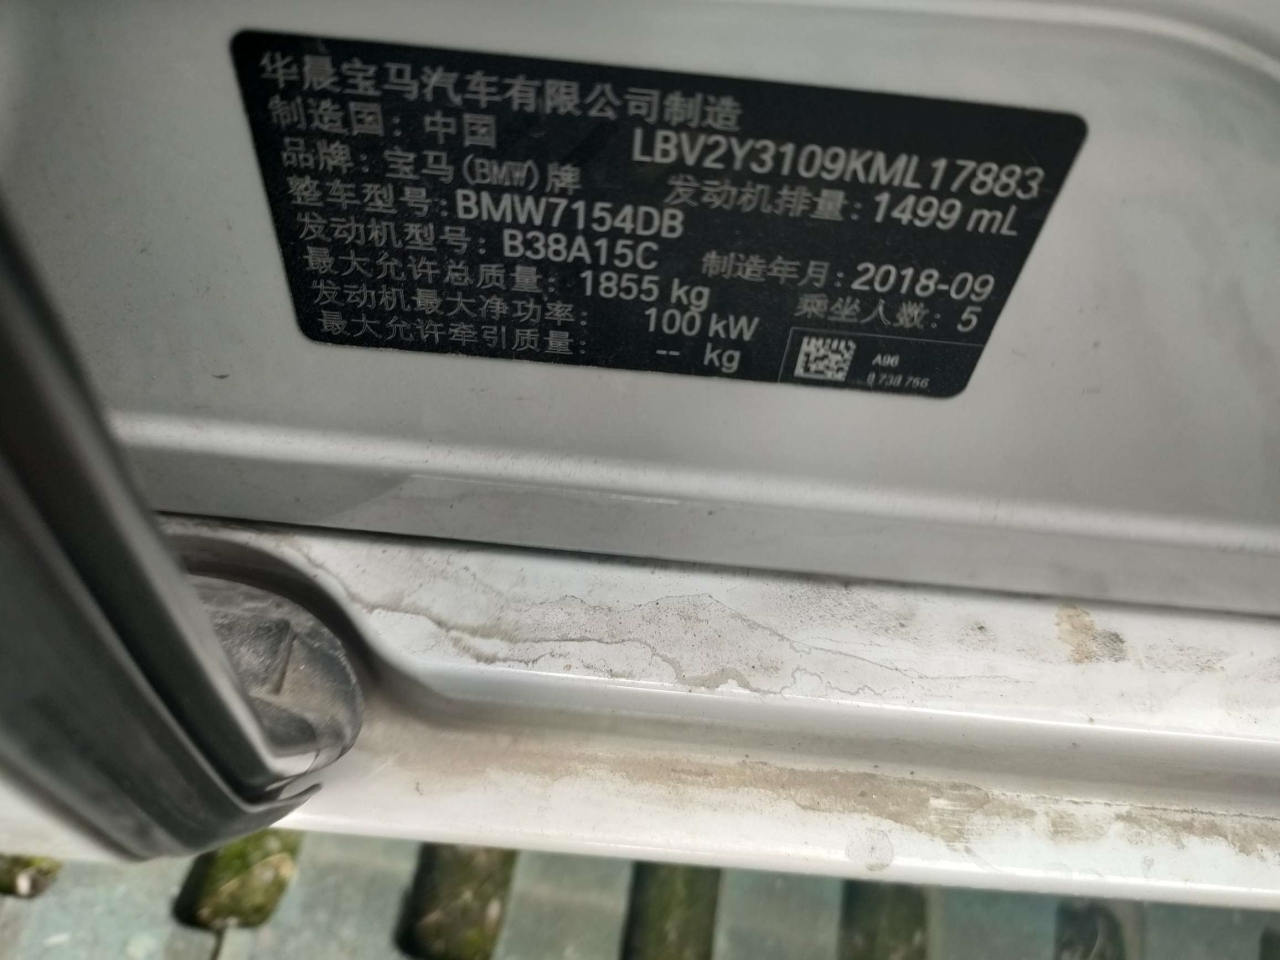 华晨宝马汽车有限公司制造
制造国：中国
LBV2Y3109KML17883
品牌：宝马(BMW)牌
发动机排量：1499 mL
整车型号：BMW7154DB
发动机型号：B38A15C
制造年月：2018-09
最大允许总质量：1855 kg
乘坐人数：5
发动机最大净功率：100 kW
最大允许牵引质量：-- kg
A96
8 738 766